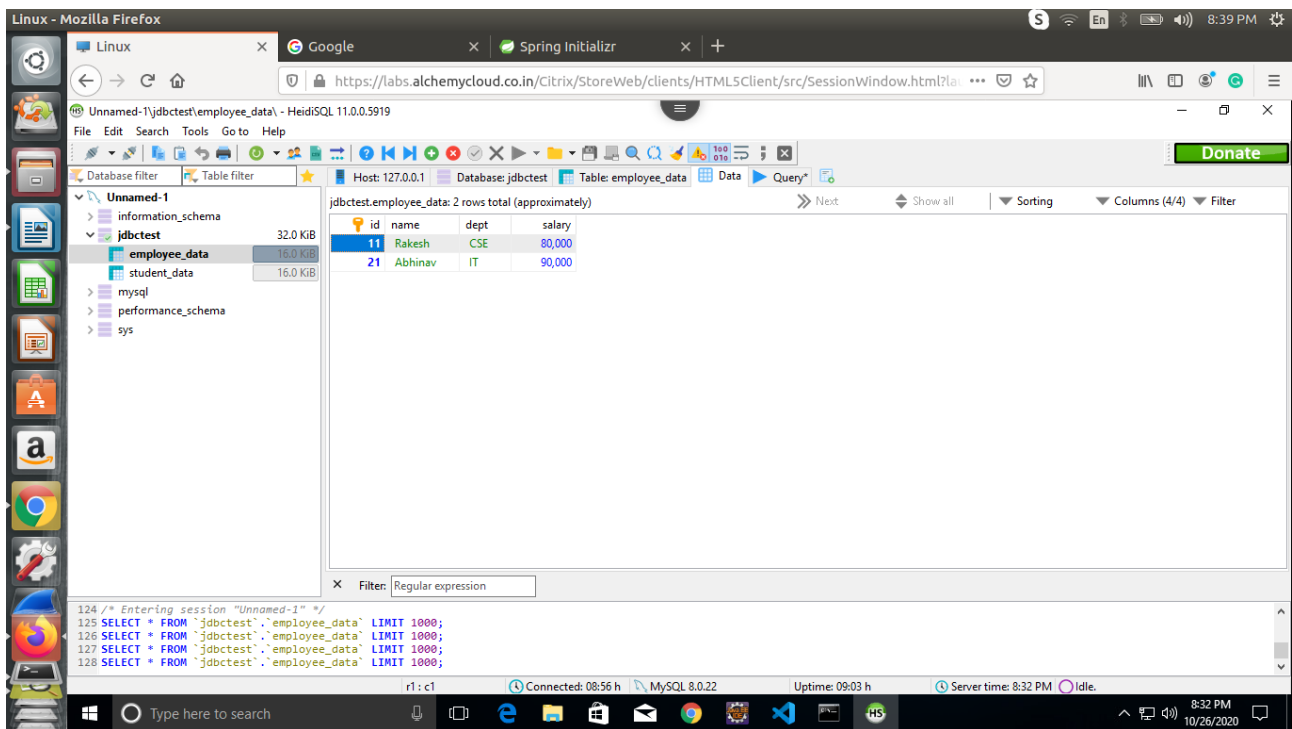 Linux - Mozilla Firefox
S En 8:39 PM
Linux
Google
Spring Initializr
https://labs.alchemycloud.co.in/Citrix/StoreWeb/clients/HTML5Client/src/SessionWindow.html?la
Unnamed-1\jdbctest\employee_data\ - HeidiSQL 11.0.0.5919
File Edit Search Tools Go to Help
Donate
Database filter Table filter
Host: 127.0.0.1 Database: jdbctest Table: employee_data Data Query*
Unnamed-1
information_schema
jdbctest 32.0 KiB
employee_data 16.0 KiB
student_data 16.0 KiB
mysql
performance_schema
sys
jdbctest.employee_data: 2 rows total (approximately) Next Show all Sorting Columns (4/4) Filter
id name dept salary
11 Rakesh CSE 80,000
21 Abhinav IT 90,000
Filter: Regular expression
124 /* Entering session "Unnamed-1" */
125 SELECT * FROM `jdbctest`.`employee_data` LIMIT 1000;
126 SELECT * FROM `jdbctest`.`employee_data` LIMIT 1000;
127 SELECT * FROM `jdbctest`.`employee_data` LIMIT 1000;
128 SELECT * FROM `jdbctest`.`employee_data` LIMIT 1000;
r1 : c1 Connected: 08:56 h MySQL 8.0.22 Uptime: 09:03 h Server time: 8:32 PM Idle.
Type here to search
HS
8:32 PM
10/26/2020